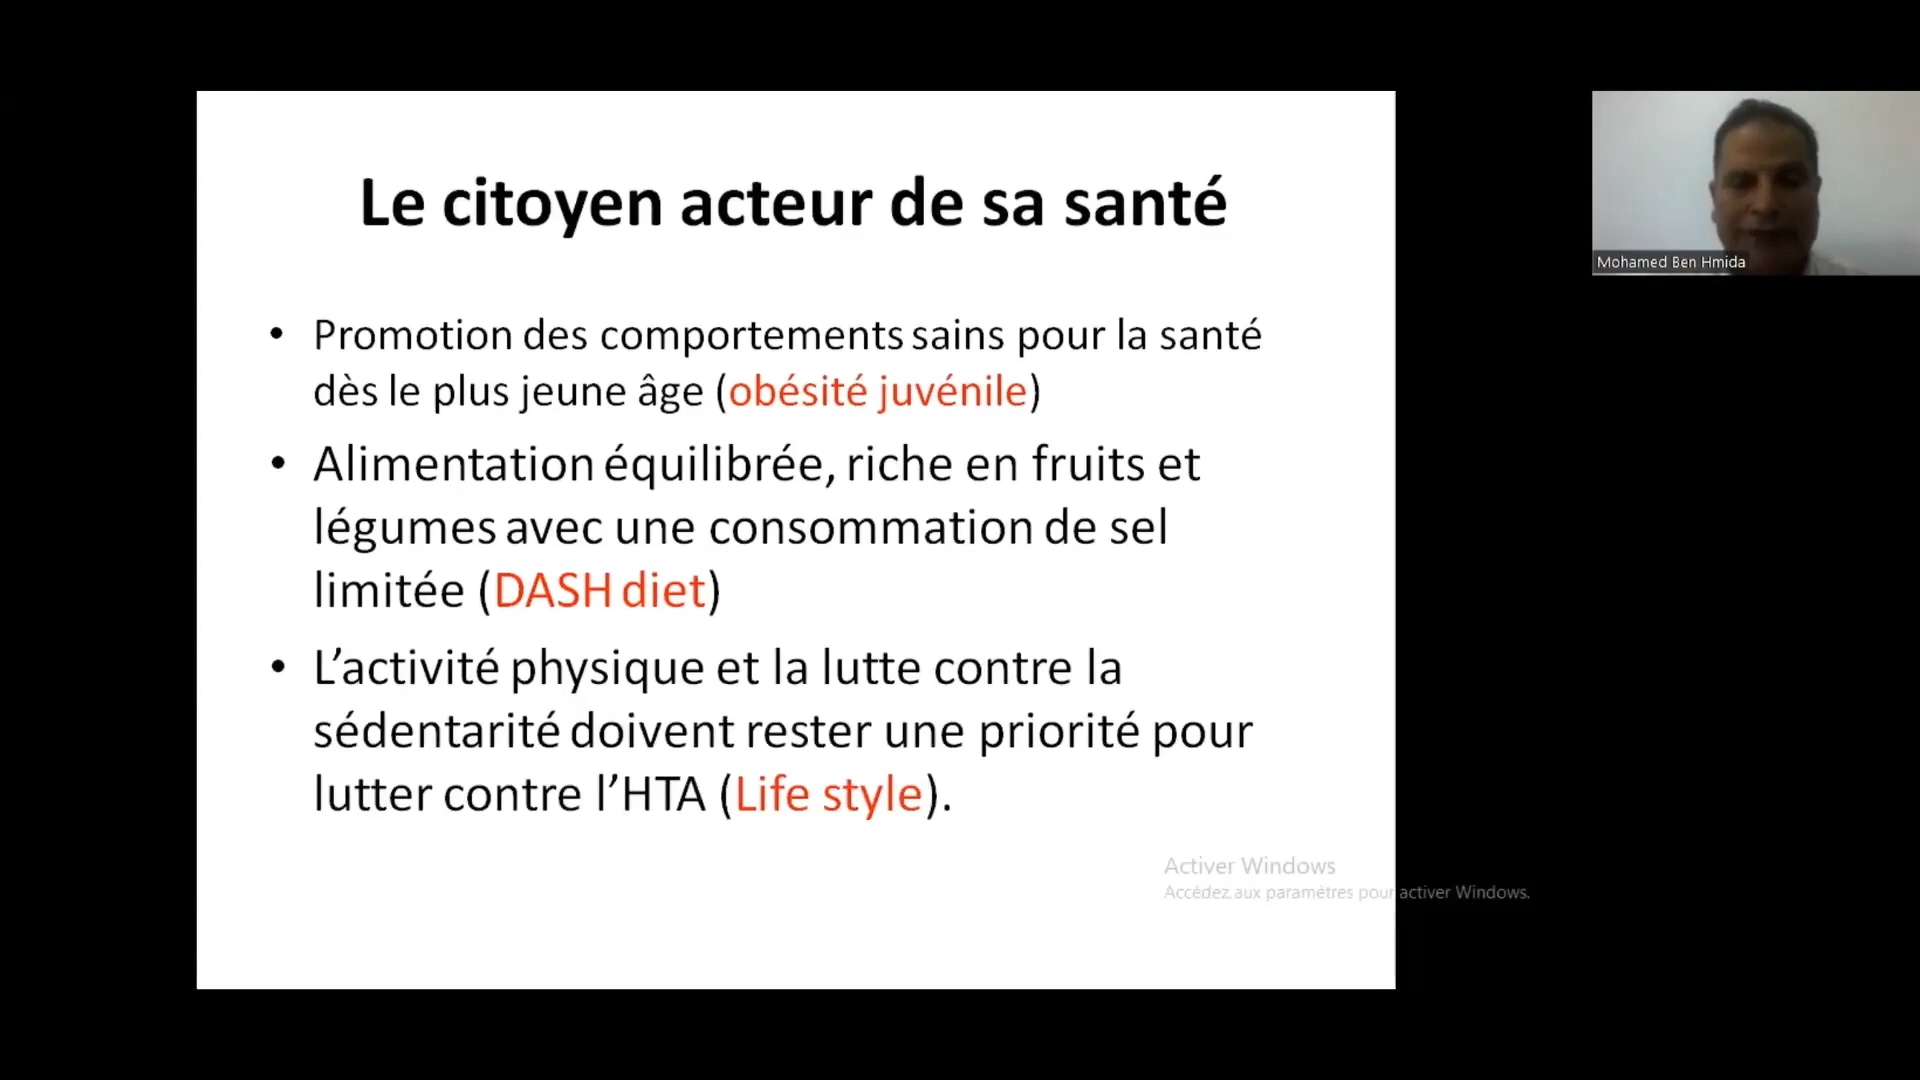 Le citoyen acteur de sa santé
• Promotion des comportements sains pour la santé
dès le plus jeune âge (obésité juvénile)
• Alimentation équilibrée, riche en fruits et
légumes avec une consommation de sel
limitée (DASH diet)
• L’activité physique et la lutte contre la
sédentarité doivent rester une priorité pour
lutter contre l’HTA (Life style).
Activer Windows
Accédez aux paramètres pour activer Windows.
Mohamed Ben Hmida